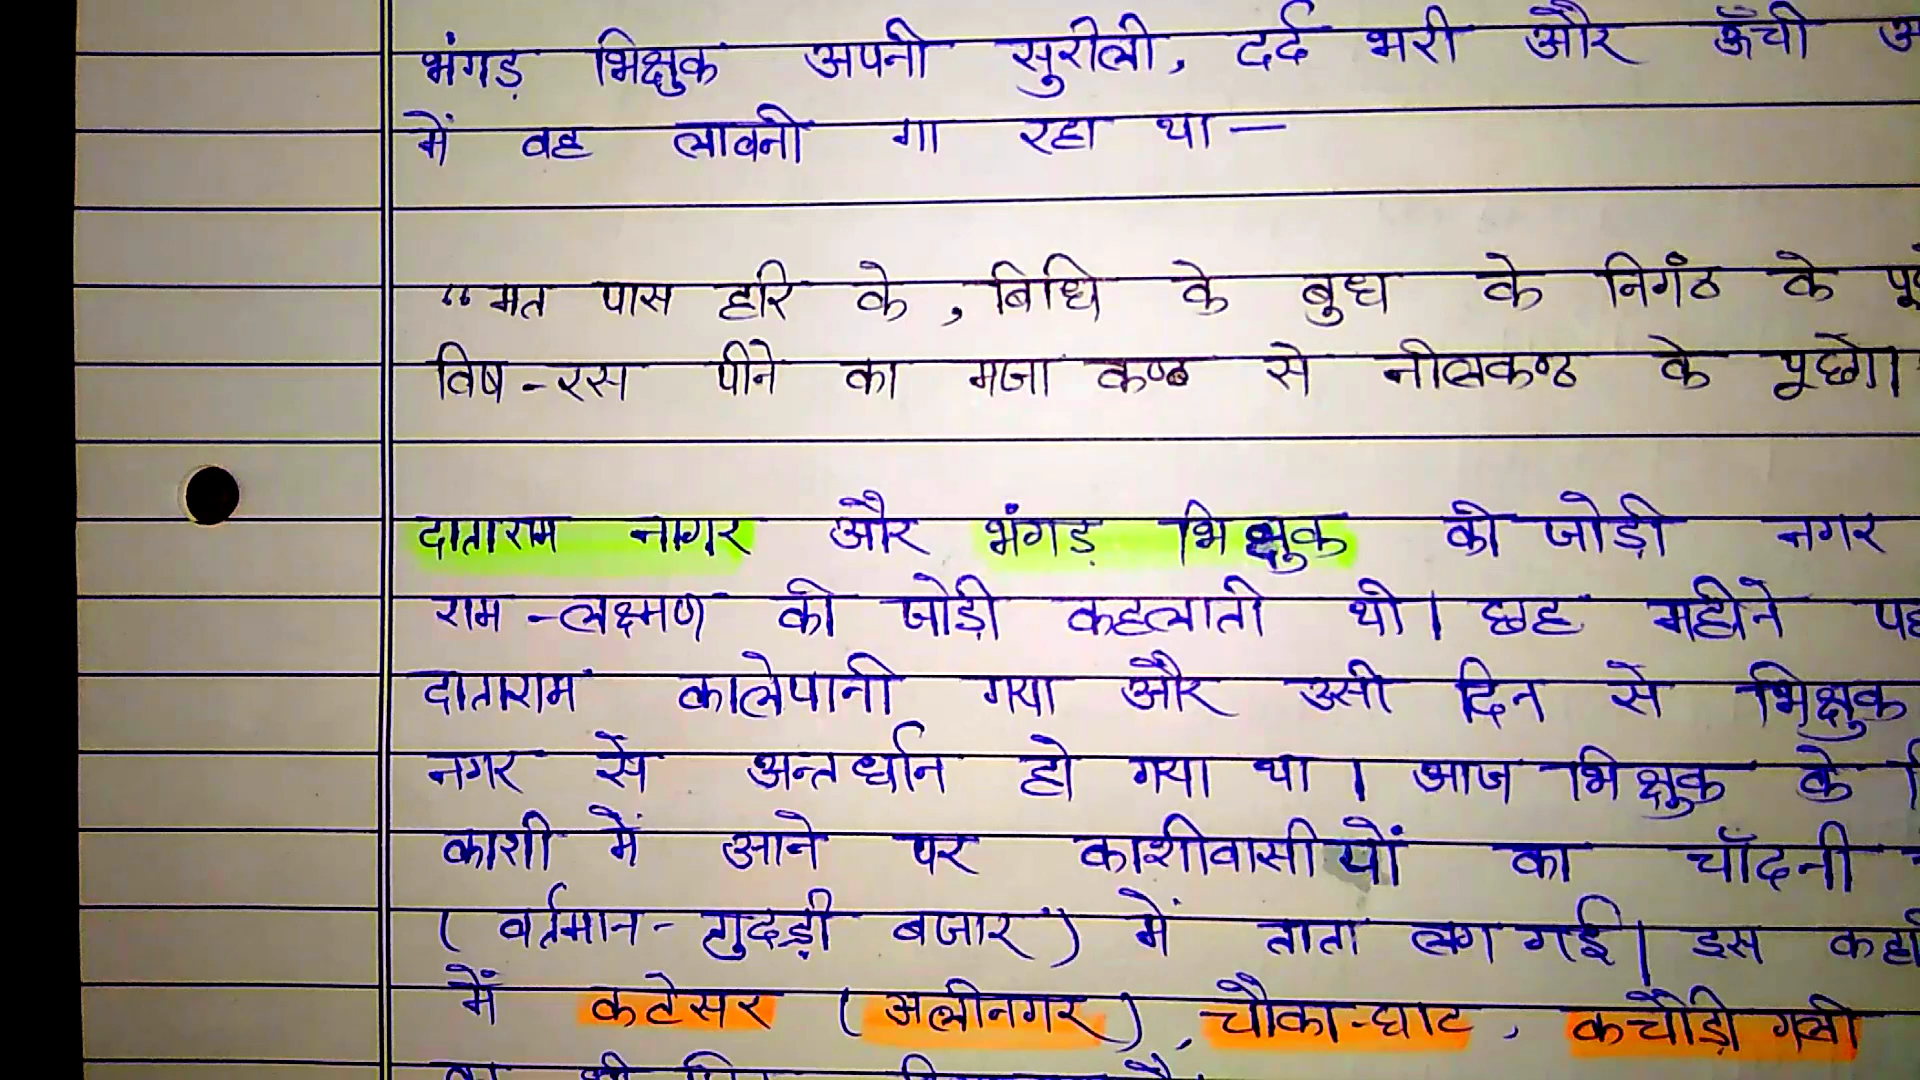 भंगड़ भिक्षुक अपनी सुरीली, दर्द भरी और ऊँची
में वह लावनी गा रहा था —
“मत पास हरि के, बिधि के बुध के निगंठ के
विष-रस पीने का मजा कण्ठ से नीलकण्ठ के पूछो।
दाताराम नागर और भंगड़ भिक्षुक की जोड़ी नगर
राम-लक्ष्मण की जोड़ी कहलाती थी। छह महीने
दाताराम कालेपानी गया और उसी दिन से भिक्षुक
नगर से अन्तर्धान हो गया था। आज भिक्षुक के
काशी में आने पर काशीवासीयों का चाँदनी
(वर्तमान- गुदड़ी बजार) में ताता लग गई। इस
में कटेसर (अलीनगर), चौका-घाट, कचौड़ी गली